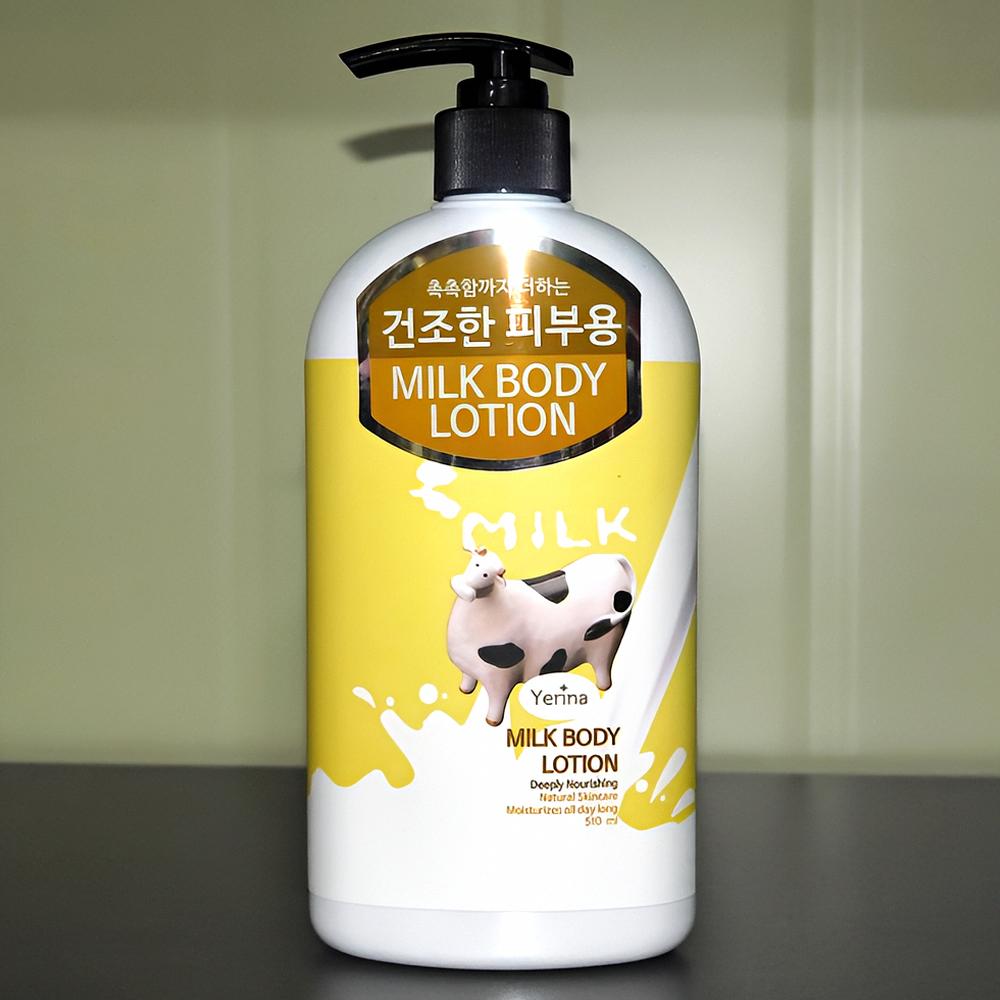 촉촉함까지 더하는
건조한 피부용
MILK BODY
LOTION
MILK
Yerina
MILK BODY
LOTION
Deeply Nourishing
Natural Skincare
Moisturizes all day long
510 ml